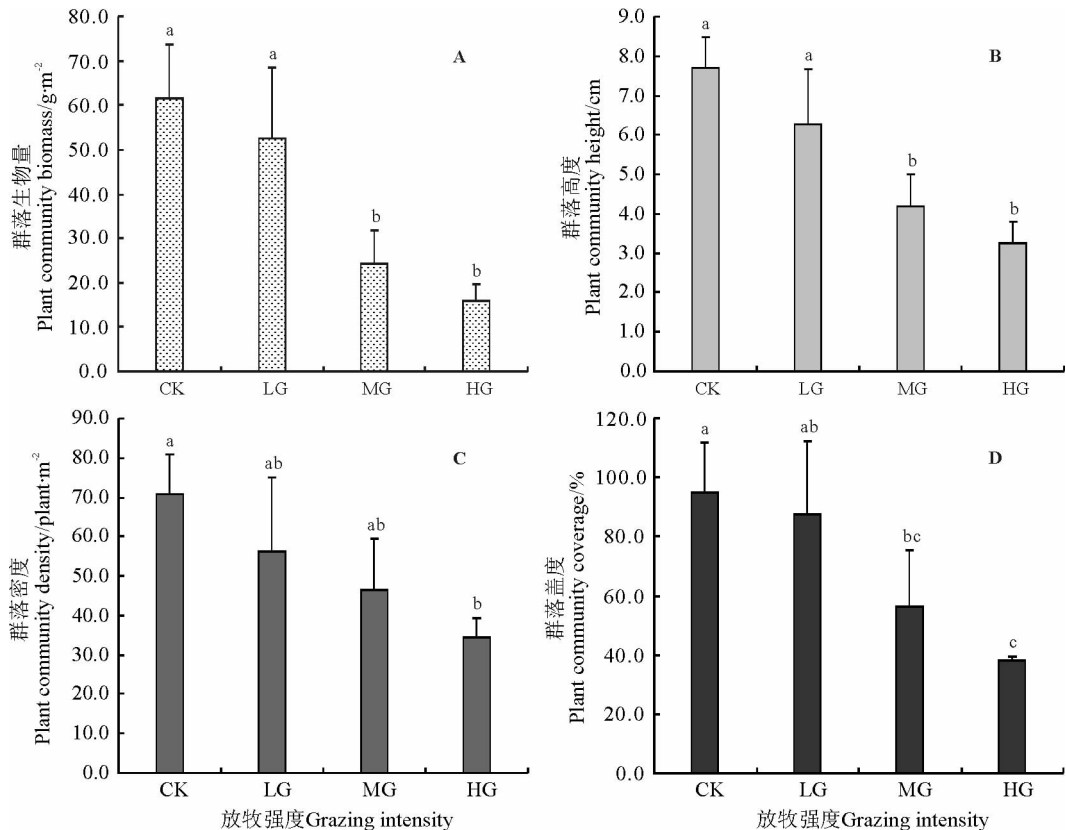 群落生物量
Plant community biomass/g·m⁻²
80.0
70.0
60.0
50.0
40.0
30.0
20.0
10.0
0.0
a
a
b
b
A
CK
LG
MG
HG
群落高度
Plant community height/cm
9.0
8.0
7.0
6.0
5.0
4.0
3.0
2.0
1.0
0.0
a
a
b
b
B
CK
LG
MG
HG
群落密度
Plant community density/plant·m⁻²
90.0
80.0
70.0
60.0
50.0
40.0
30.0
20.0
10.0
0.0
a
ab
ab
b
C
CK
LG
MG
HG
放牧强度Grazing intensity
群落盖度
Plant community coverage/%
120.0
100.0
80.0
60.0
40.0
20.0
0.0
a
ab
bc
c
D
CK
LG
MG
HG
放牧强度Grazing intensity